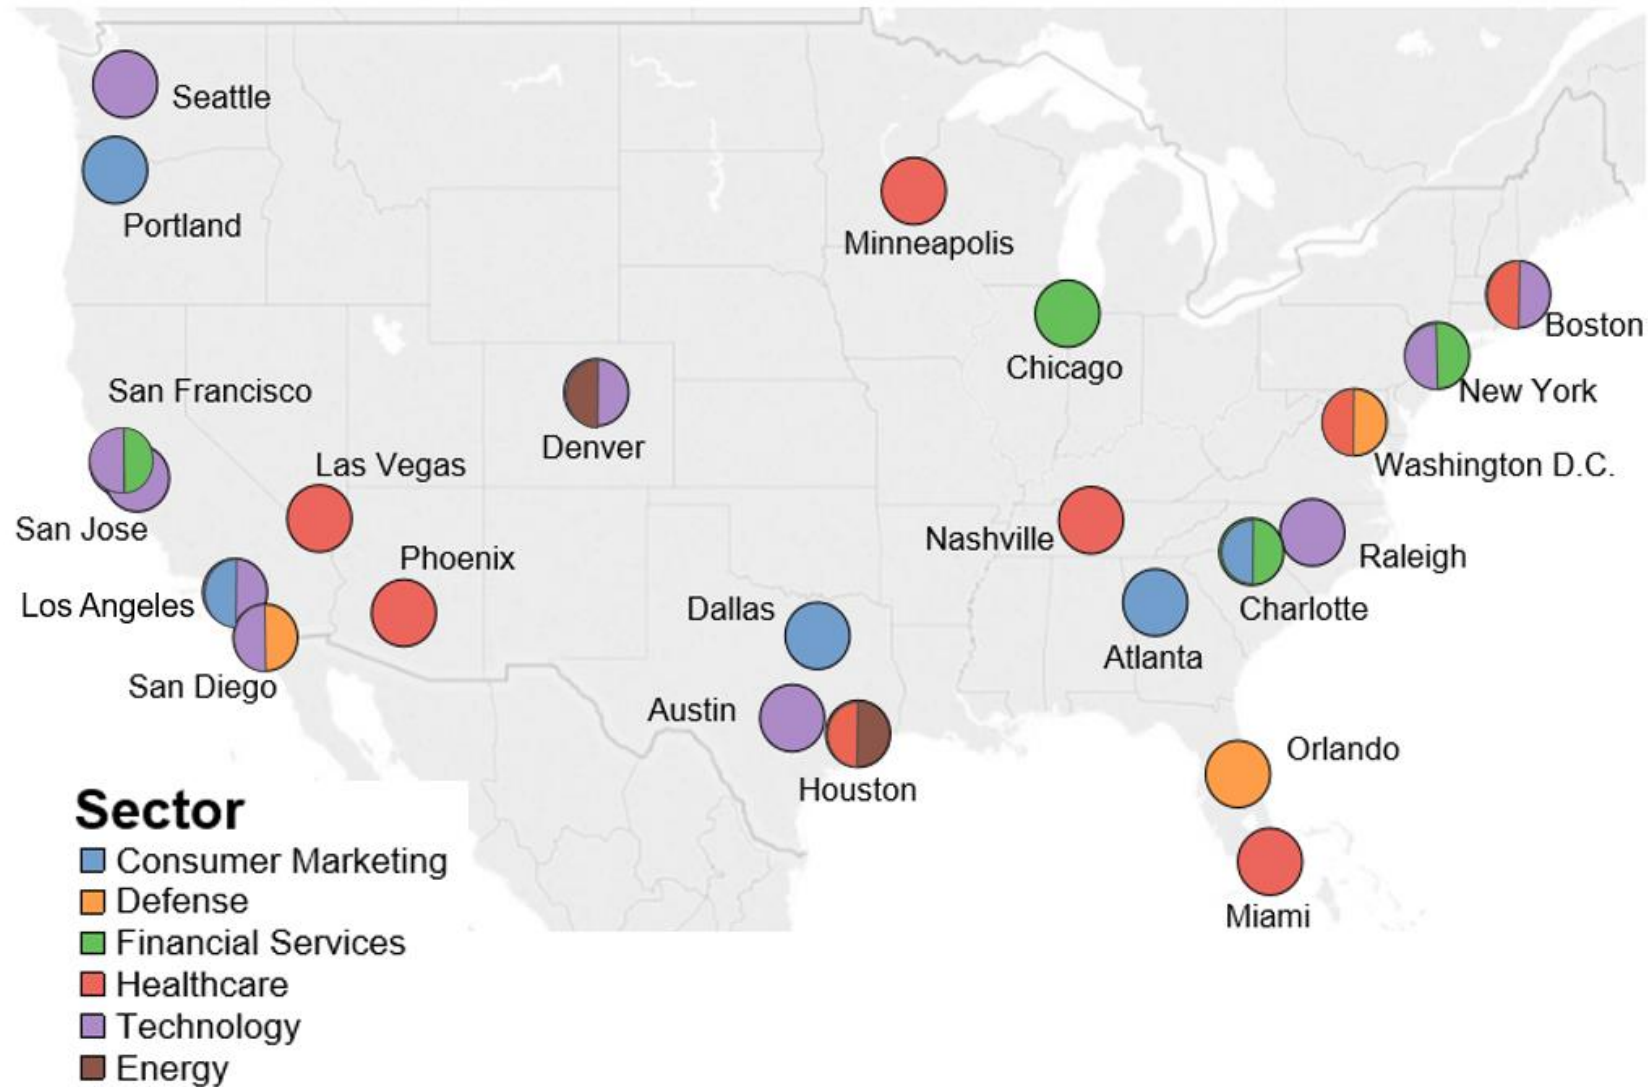 Seattle
Portland
Minneapolis
Boston
Chicago
San Francisco
New York
Denver
Las Vegas
Washington D.C.
San Jose
Nashville
Phoenix
Raleigh
Los Angeles
Dallas
Charlotte
Atlanta
San Diego
Austin
Orlando
Houston
Sector
Consumer Marketing
Defense
Miami
Financial Services
Healthcare
Technology
Energy